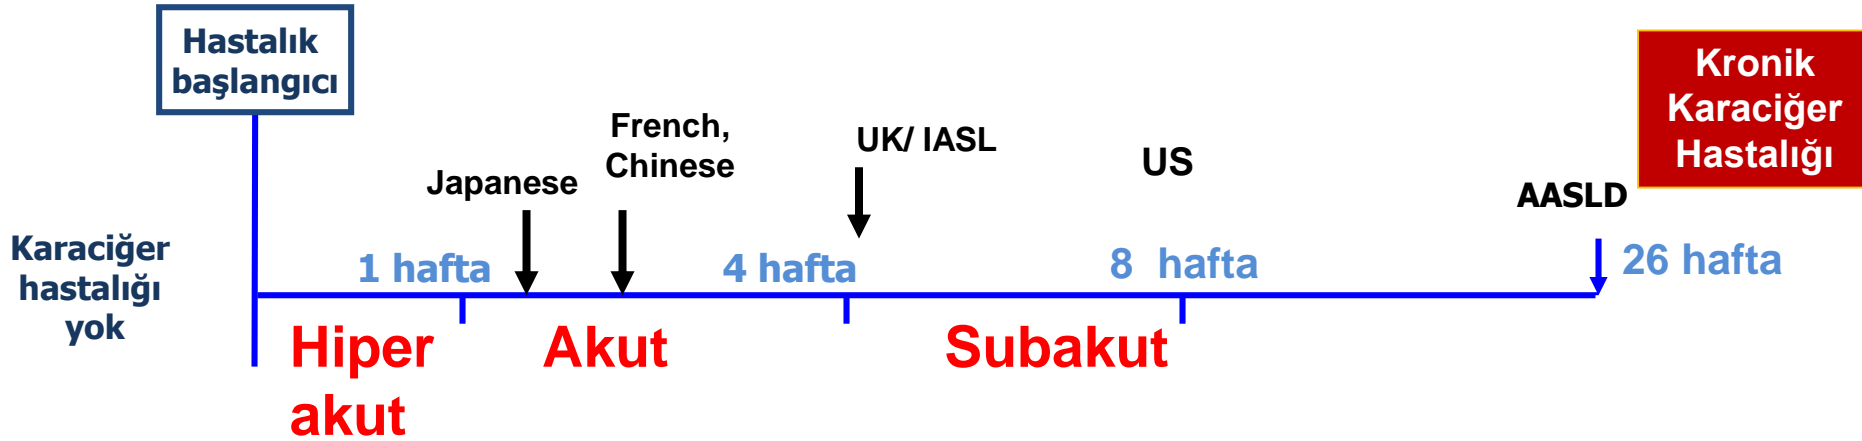 Hastalık
başlangıcı
Kronik
Karaciğer
Hastalığı
French,
Chinese
UK/ IASL
US
Japanese
AASLD
Karaciğer
hastalığı
yok
1 hafta
4 hafta
8 hafta
26 hafta
Hiper
akut
Akut
Subakut